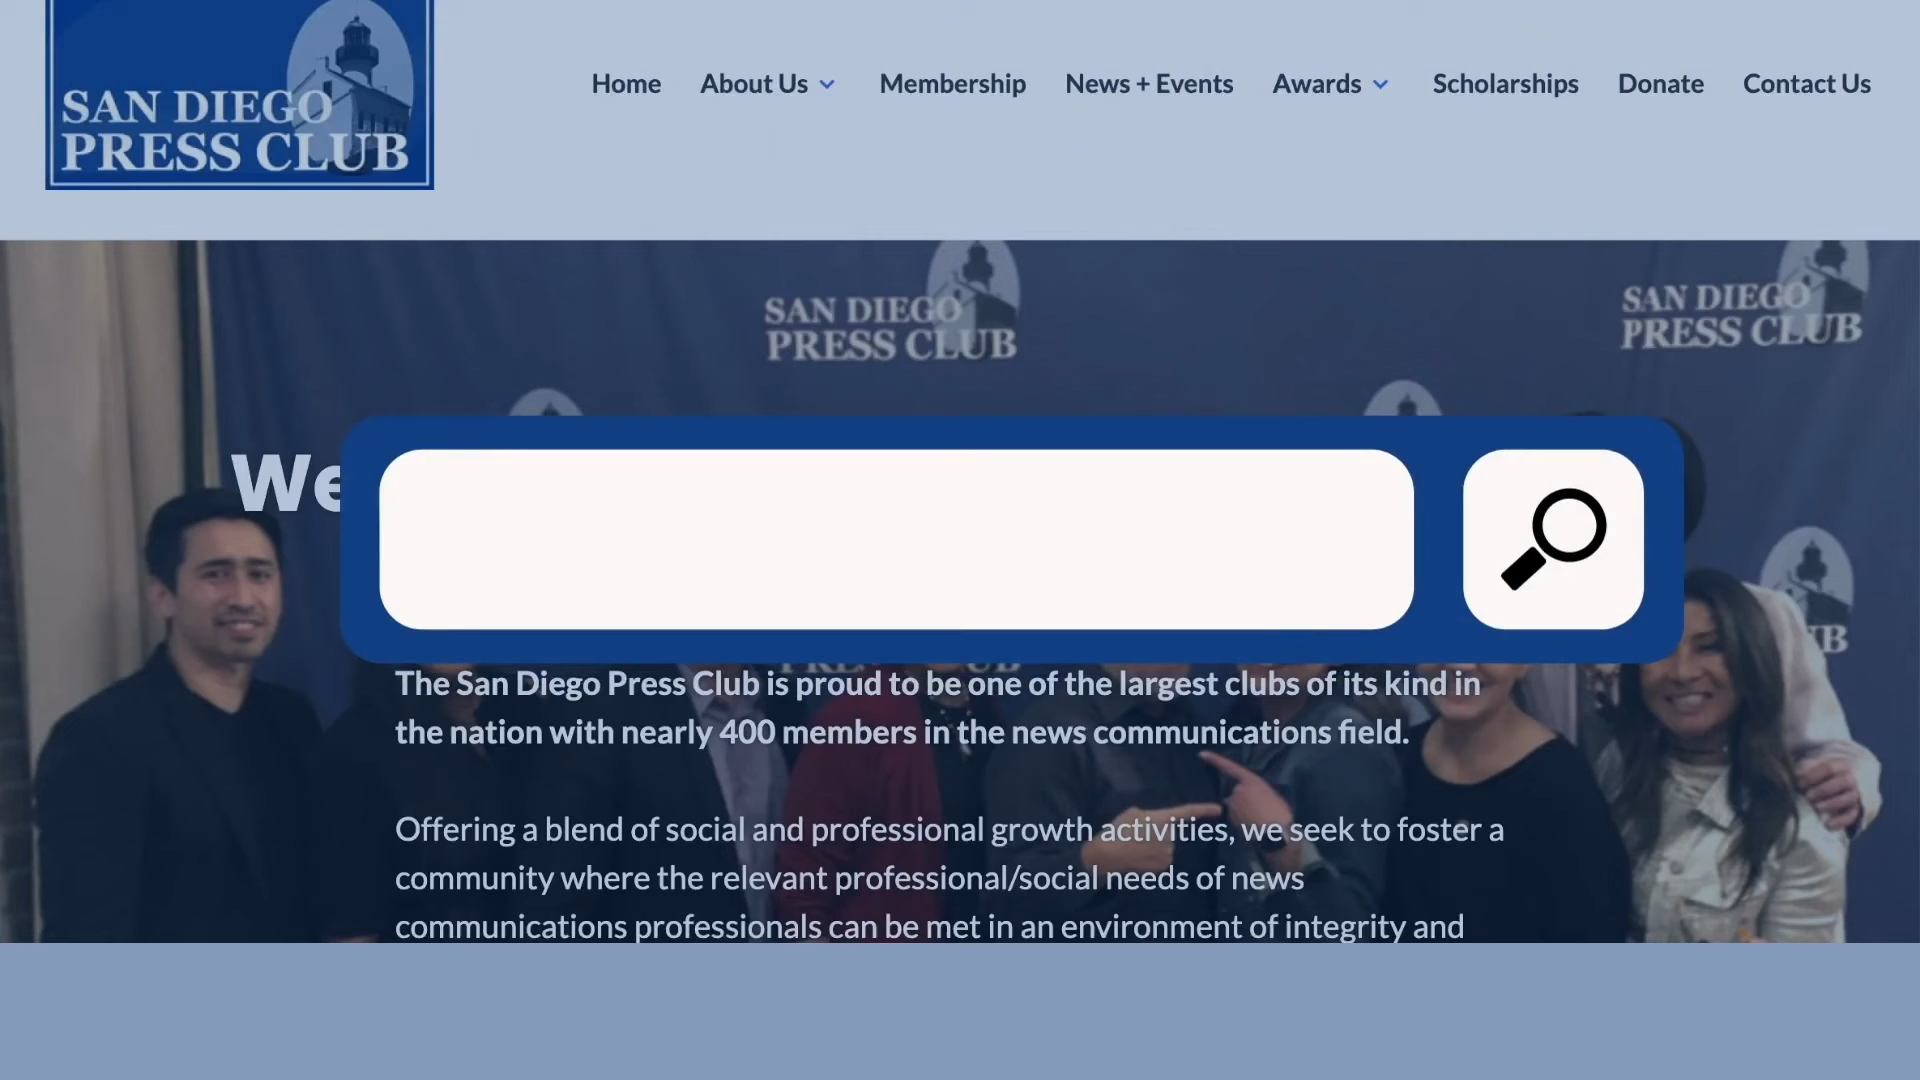 SAN DIEGO
PRESS CLUB
Home About Us Membership News + Events Awards Scholarships Donate Contact Us
SAN DIEGO
PRESS CLUB
SAN DIEGO
PRESS CLUB
We
The San Diego Press Club is proud to be one of the largest clubs of its kind in
the nation with nearly 400 members in the news communications field.
Offering a blend of social and professional growth activities, we seek to foster a
community where the relevant professional/social needs of news
communications professionals can be met in an environment of integrity and